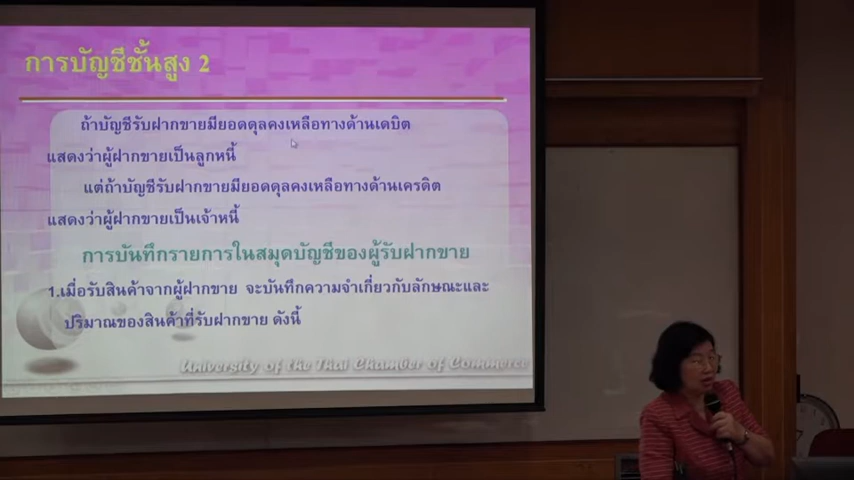 การบัญชีชั้นสูง 2
ถ้าบัญชีรับฝากขายมียอดดุลคงเหลือทางด้านเดบิต
แสดงว่าผู้ฝากขายเป็นลูกหนี้
แต่ถ้าบัญชีรับฝากขายมียอดดุลคงเหลือทางด้านเครดิต
แสดงว่าผู้ฝากขายเป็นเจ้าหนี้
การบันทึกรายการในสมุดบัญชีของผู้รับฝากขาย
1.เมื่อรับสินค้าจากผู้ฝากขาย จะบันทึกความจำเกี่ยวกับลักษณะและ
ปริมาณของสินค้าที่รับฝากขาย ดังนี้
University of the Thai Chamber of Commerce